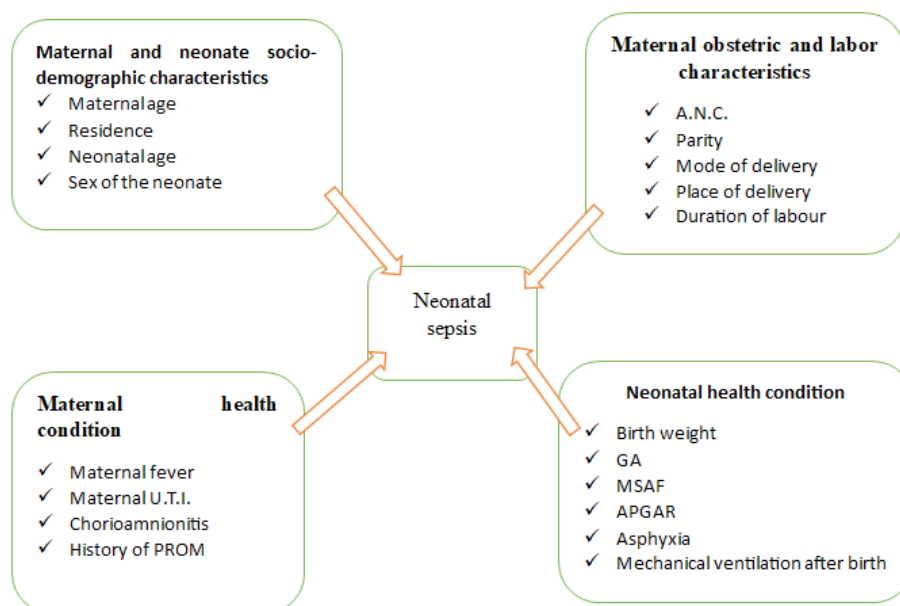 Maternal and neonate socio-
demographic characteristics
✓ Maternal age
✓ Residence
✓ Neonatal age
✓ Sex of the neonate
Maternal obstetric and labor
characteristics
✓ A.N.C.
✓ Parity
✓ Mode of delivery
✓ Place of delivery
✓ Duration of labour
Neonatal
sepsis
Maternal health
condition
✓ Maternal fever
✓ Maternal U.T.I.
✓ Chorioamnionitis
✓ History of PROM
Neonatal health condition
✓ Birth weight
✓ GA
✓ MSAF
✓ APGAR
✓ Asphyxia
✓ Mechanical ventilation after birth